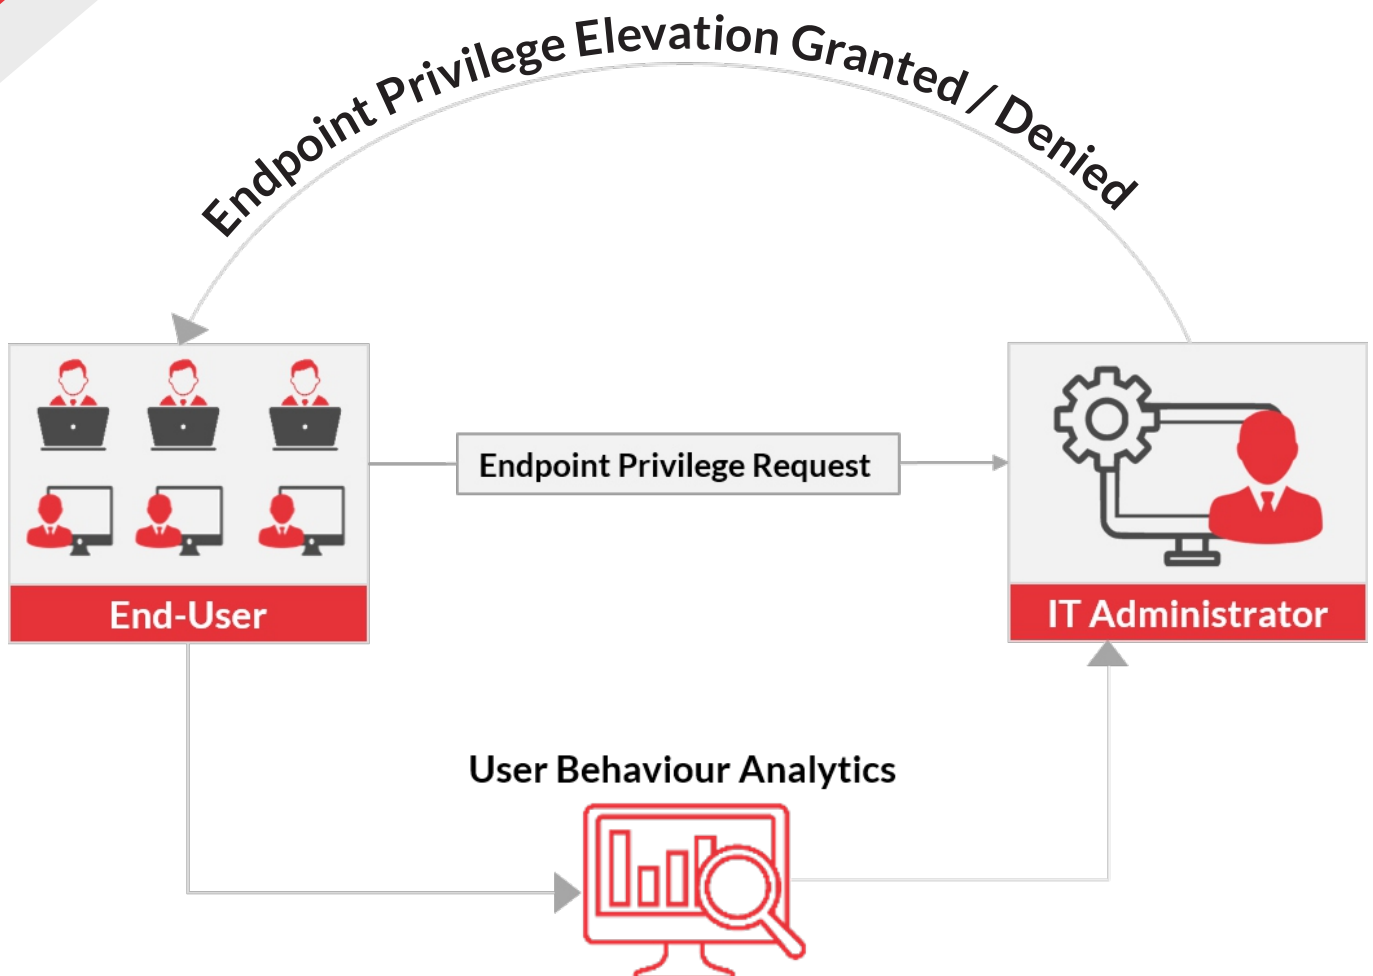 Endpoint Privilege Elevation Granted / Denied
Endpoint Privilege Request
End-User
IT Administrator
User Behaviour Analytics